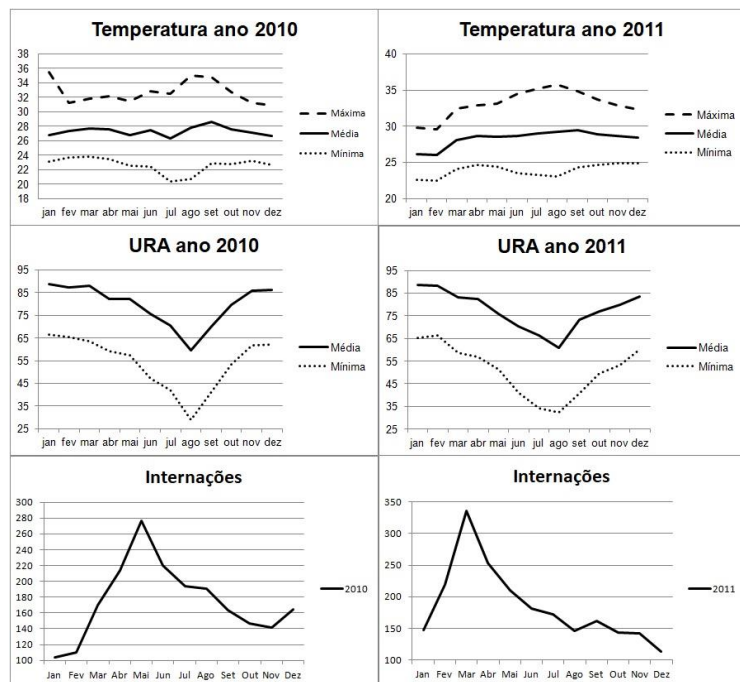 Temperatura ano 2010
38
36
34
32
30
28
26
24
22
20
18
jan fev Mar Abr mai jun jul ago set out Nov dez
Máxima
Média
Mínima
Temperatura ano 2011
40
35
30
25
20
jan fev Mar Abr mai jun jul Ago set out Nov dez
Máxima
Média
Mínima
URA ano 2010
95
85
75
65
55
45
35
25
jan Fev Mar Abr mai jun jul ago set out Nov dez
Média
Mínima
URA ano 2011
95
85
75
65
55
45
35
25
jan fev Mar Abr mai jun jul Ago set out Nov dez
Média
Mínima
Internações
300
280
260
240
220
200
180
160
140
120
100
Jan Fev Mar Abri Mai Jun Jul Ago Set Out Nov Dez
2010
Internações
350
300
250
200
150
100
Jan Fev Mar Abri Mai Jun Jul Ago Set Out Nov Dez
2011